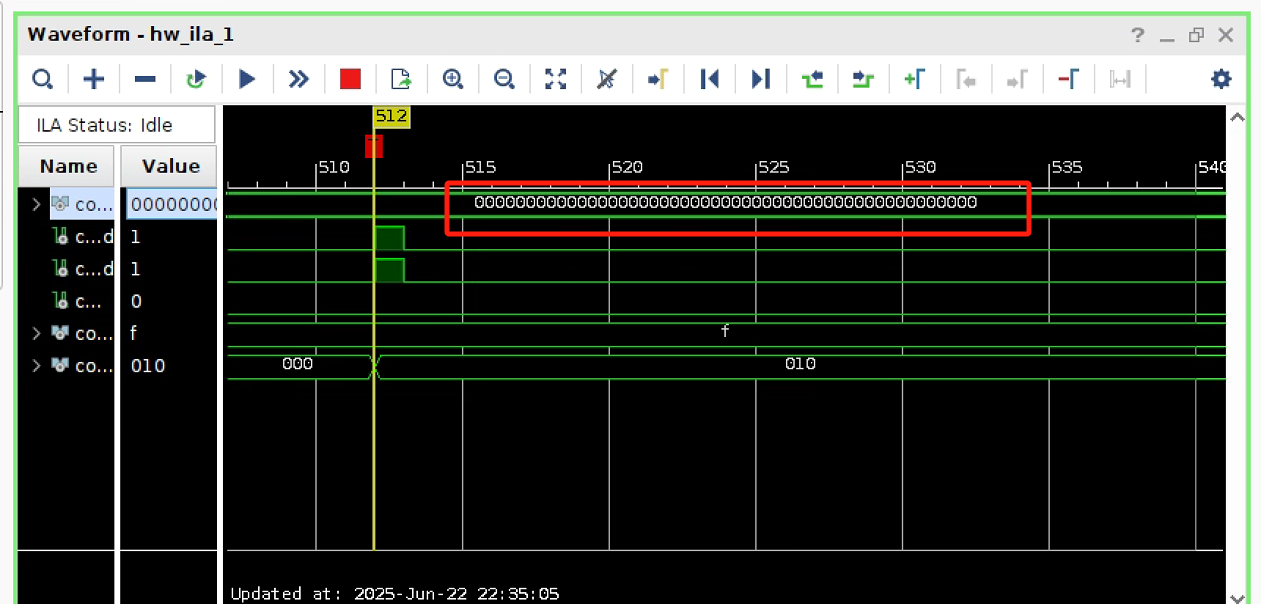 Waveform - hw_ila_1
?
ILA Status: Idle
512
Name Value
510 515 520 525 530 535 540
co... 00000000
c...d 1
c...d 1
c... 0
co... f f
co... 010 000 010
Updated at: 2025-Jun-22 22:35:05